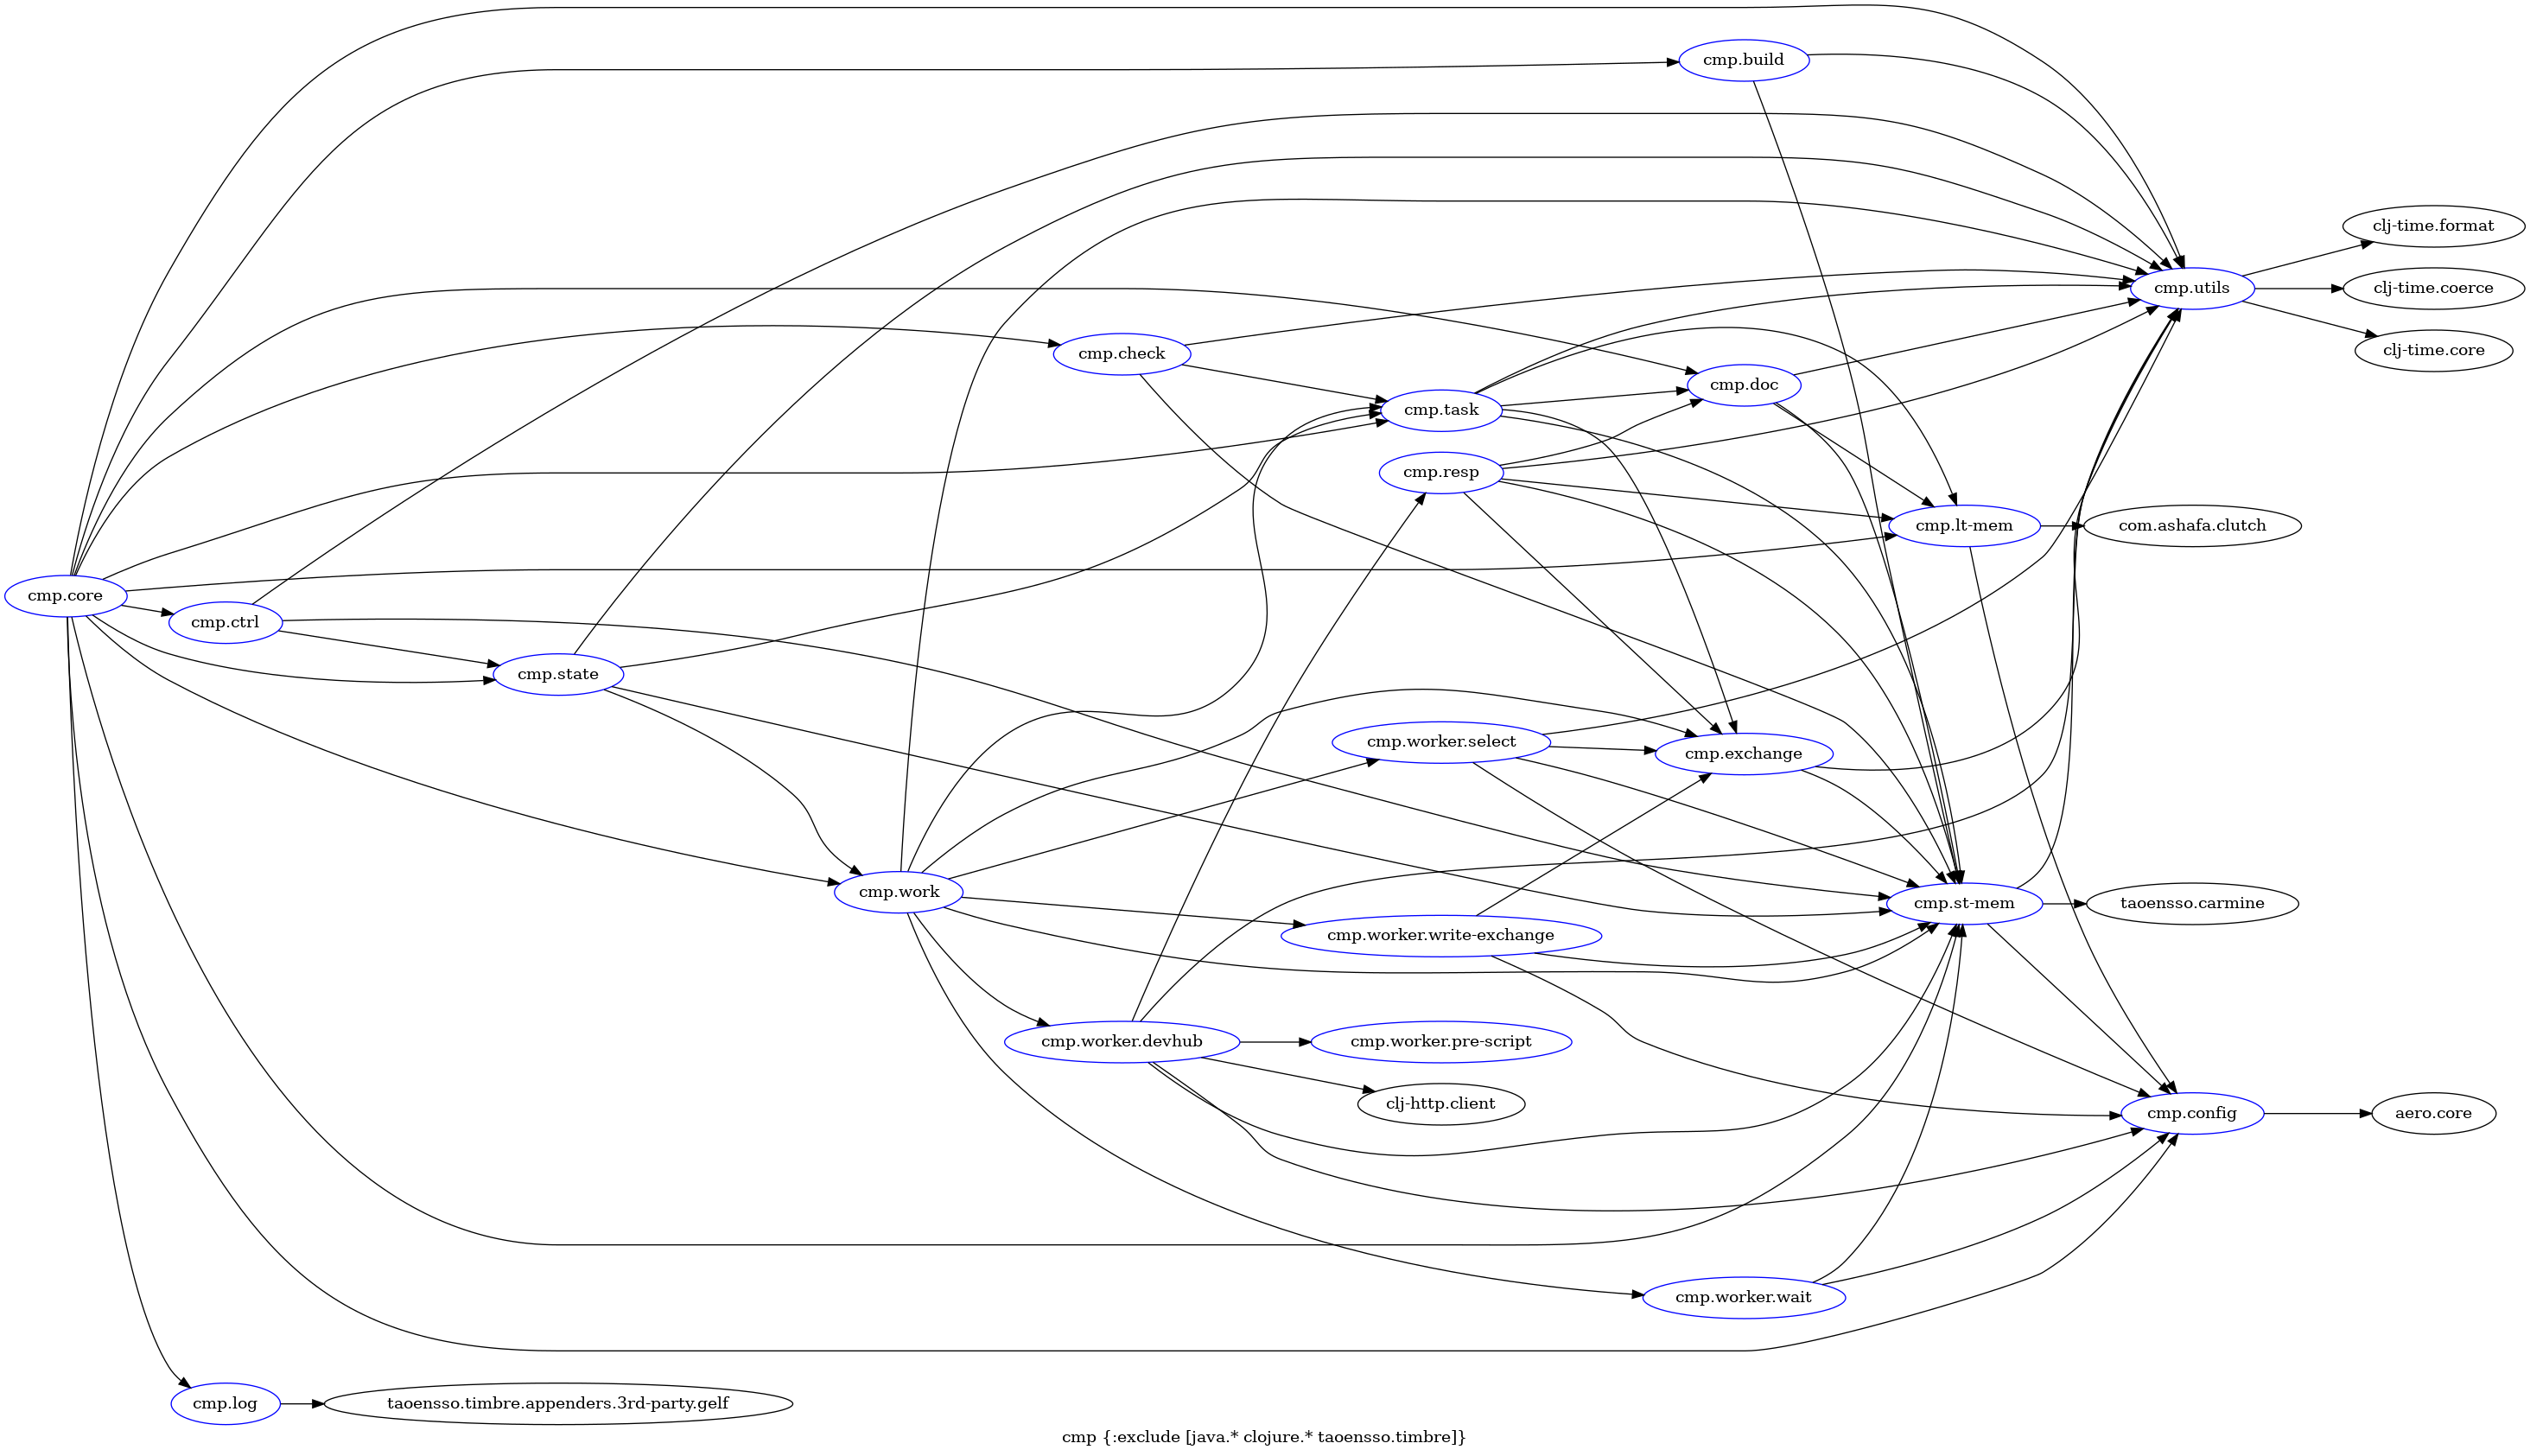 cmp.build
clj-time.format
cmp.utils
clj-time.coerce
clj-time.core
cmp.check
cmp.doc
cmp.task
cmp.resp
cmp.lt-mem
com.ashafa.clutch
cmp.core
cmp.ctrl
cmp.state
cmp.worker.select
cmp.exchange
cmp.work
cmp.st-mem
taoensso.carmine
cmp.worker.write-exchange
cmp.worker.devhub
cmp.worker.pre-script
clj-http.client
cmp.config
aero.core
cmp.worker.wait
cmp.log
taoensso.timbre.appenders.3rd-party.gelf
cmp {:exclude [java.* clojure.* taoensso.timbre]}